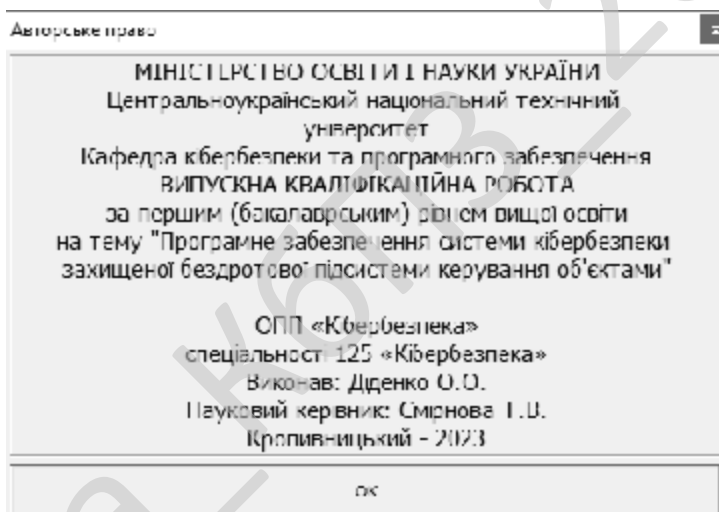 Авторське право
МІНІСТЕРСТВО ОСВІТИ І НАУКИ УКРАЇНИ
Центральноукраїнський національний технічний
університет
Кафедра кібербезпеки та програмного забезпечення
ВИПУСКНА КВАЛІФІКАЦІЙНА РОБОТА
за першим (бакалаврським) рівнем вищої освіти
на тему "Програмне забезпечення системи кібербезпеки
захищеної бездротової підсистеми керування об'єктами"
ОПП «Кібербезпека»
спеціальності 125 «Кібербезпека»
Виконав: Діденко О.О.
Науковий керівник: Смірнова Т.В.
Кропивницький - 2023
ОК